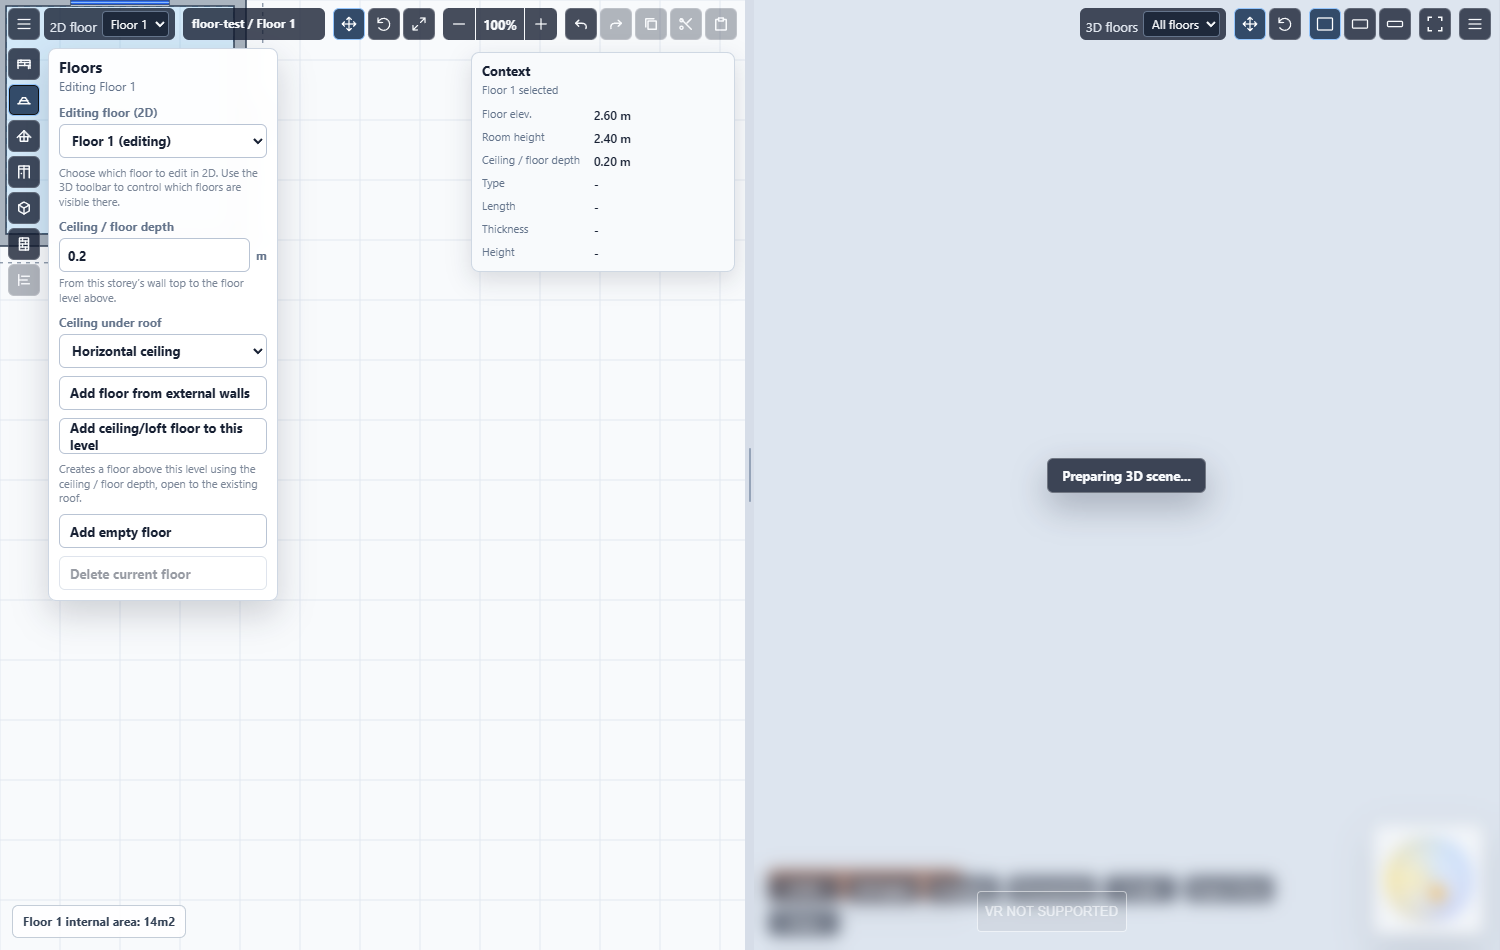 2D floor Floor 1 floor-test / Floor 1 100% 3D floors All floors
Floors
Editing Floor 1
Editing floor (2D)
Floor 1 (editing)
Choose which floor to edit in 2D. Use the
3D toolbar to control which floors are
visible there.
Ceiling / floor depth
0.2 m
From this storey's wall top to the floor
level above.
Ceiling under roof
Horizontal ceiling
Add floor from external walls
Add ceiling/loft floor to this
level
Creates a floor above this level using the
ceiling / floor depth, open to the existing
roof.
Add empty floor
Delete current floor
Context
Floor 1 selected
Floor elev. 2.60 m
Room height 2.40 m
Ceiling / floor depth 0.20 m
Type -
Length -
Thickness -
Height -
Preparing 3D scene...
VR NOT SUPPORTED
Floor 1 internal area: 14m2